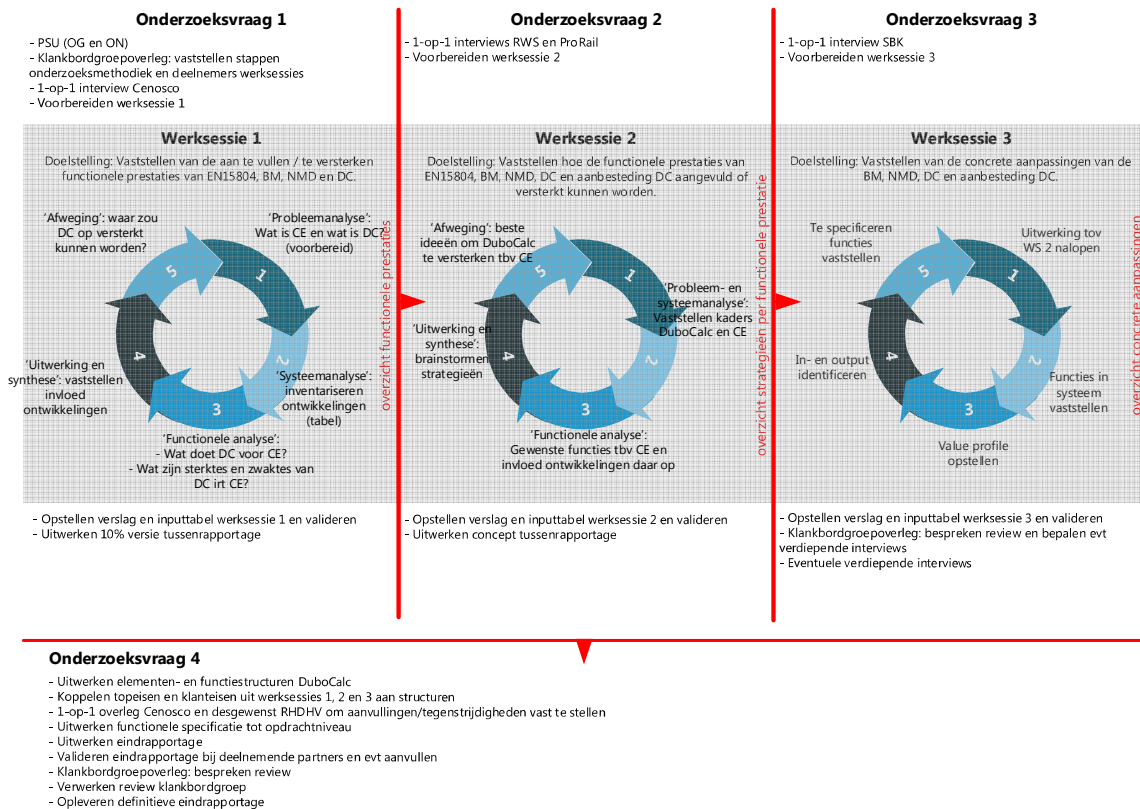 Onderzoeksvraag 1
- PSU (OG en ON)
- Klankbordgroepoverleg: vaststellen stappen
onderzoeksmethodiek en deelnemers werksessies
- 1-op-1 interview Cenosco
- Voorbereiden werksessie 1
Werksessie 1
Doelstelling: Vaststellen van de aan te vullen / te versterken
functionele prestaties van EN15804, BM, NMD en DC.
'Afweging': waar zou
DC op versterkt
kunnen worden?
'Probleemanalyse':
Wat is CE en wat is DC?
(voorbereid)
5
1
4
2
3
'Uitwerking en
synthese': vaststellen
invloed
ontwikkelingen
'Systeemanalyse':
inventariseren
ontwikkelingen
(tabel)
'Functionele analyse':
- Wat doet DC voor CE?
- Wat zijn sterktes en zwaktes van
DC irt CE?
overzicht functionele prestaties
- Opstellen verslag en inputtabel werksessie 1 en valideren
- Uitwerken 10% versie tussenrapportage
Onderzoeksvraag 2
- 1-op-1 interviews RWS en ProRail
- Voorbereiden werksessie 2
Werksessie 2
Doelstelling: Vaststellen hoe de functionele prestaties van
EN15804, BM, NMD, DC en aanbesteding DC aangevuld of
versterkt kunnen worden.
'Afweging': beste
ideeën om DuboCalc
te versterken tbv CE
5
1
4
2
3
'Probleem- en
systeemanalyse':
Vaststellen kaders
DuboCalc en CE
'Uitwerking en
synthese':
brainstormen
strategieën
'Functionele analyse':
Gewenste functies tbv CE en
invloed ontwikkelingen daar op
overzicht strategieën per functionele prestatie
- Opstellen verslag en inputtabel werksessie 2 en valideren
- Uitwerken concept tussenrapportage
Onderzoeksvraag 3
- 1-op-1 interview SBK
- Voorbereiden werksessie 3
Werksessie 3
Doelstelling: Vaststellen van de concrete aanpassingen van de
BM, NMD, DC en aanbesteding DC.
Te specificeren
functies
vaststellen
Uitwerking tov
WS 2 nalopen
5
1
4
2
3
In- en output
identificeren
Functies in
systeem
vaststellen
Value profile
opstellen
overzicht concrete aanpassingen
- Opstellen verslag en inputtabel werksessie 3 en valideren
- Klankbordgroepoverleg: bespreken review en bepalen evt
verdiepende interviews
- Eventuele verdiepende interviews
Onderzoeksvraag 4
- Uitwerken elementen- en functiestructuren DuboCalc
- Koppelen topeisen en klanteisen uit werksessies 1, 2 en 3 aan structuren
- 1-op-1 overleg Cenosco en desgewenst RHDHV om aanvullingen/tegenstrijdigheden vast te stellen
- Uitwerken functionele specificatie tot opdrachtniveau
- Uitwerken eindrapportage
- Valideren eindrapportage bij deelnemende partners en evt aanvullen
- Klankbordgroepoverleg: bespreken review
- Verwerken review klankbordgroep
- Opleveren definitieve eindrapportage